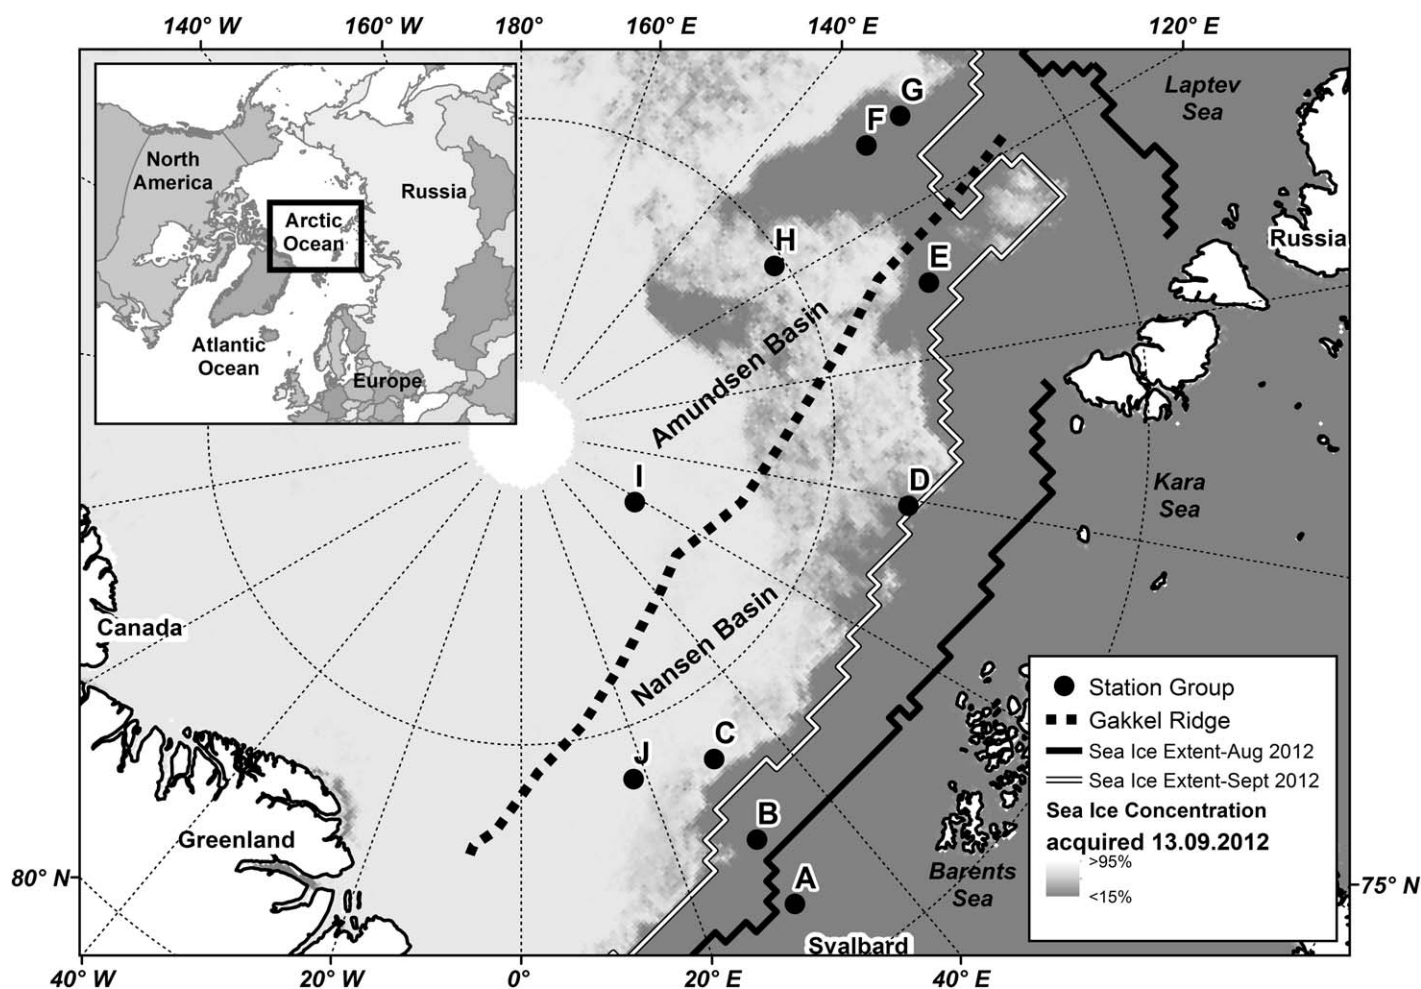 140° W
160° W
180°
160° E
140° E
120° E
North
America
Russia
Arctic
Ocean
Atlantic
Ocean
Europe
Laptev
Sea
G
F
H
E
Russia
Amundsen Basin
I
D
Kara
Sea
Canada
Nansen Basin
C
J
B
A
Greenland
Barents
Sea
Svalbard
Station Group
Gakkel Ridge
Sea Ice Extent-Aug 2012
Sea Ice Extent-Sept 2012
Sea Ice Concentration
acquired 13.09.2012
>95%
<15%
80° N
75° N
40° W
20° W
0°
20° E
40° E